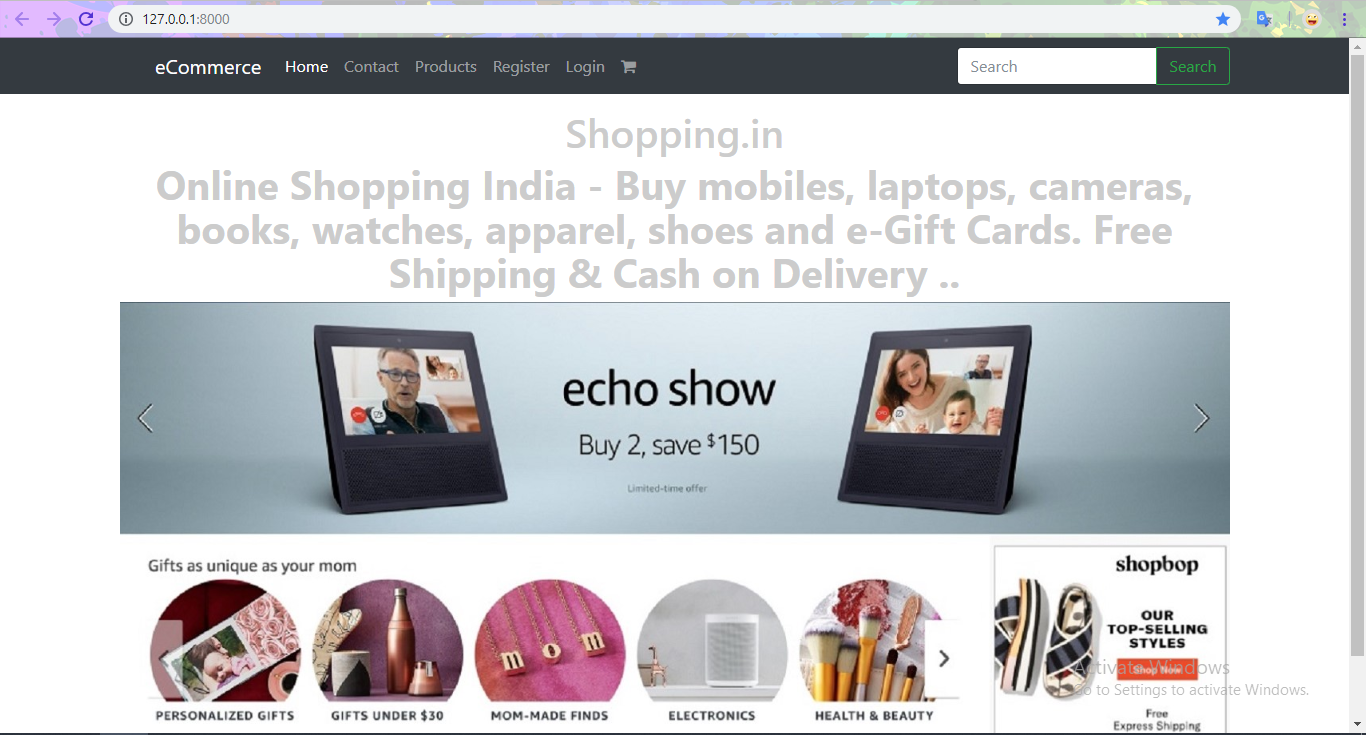 127.0.0.1:8000
eCommerce Home Contact Products Register Login Search Search
Shopping.in
Online Shopping India - Buy mobiles, laptops, cameras,
books, watches, apparel, shoes and e-Gift Cards. Free
Shipping & Cash on Delivery ..
echo show
Buy 2, save $150
Limited-time offer
Gifts as unique as your mom
PERSONALIZED GIFTS
GIFTS UNDER $30
MOM-MADE FINDS
ELECTRONICS
HEALTH & BEAUTY
shopbop
OUR
TOP-SELLING
STYLES
Shop Now
Free
Express Shipping
Activate Windows
Go to Settings to activate Windows.